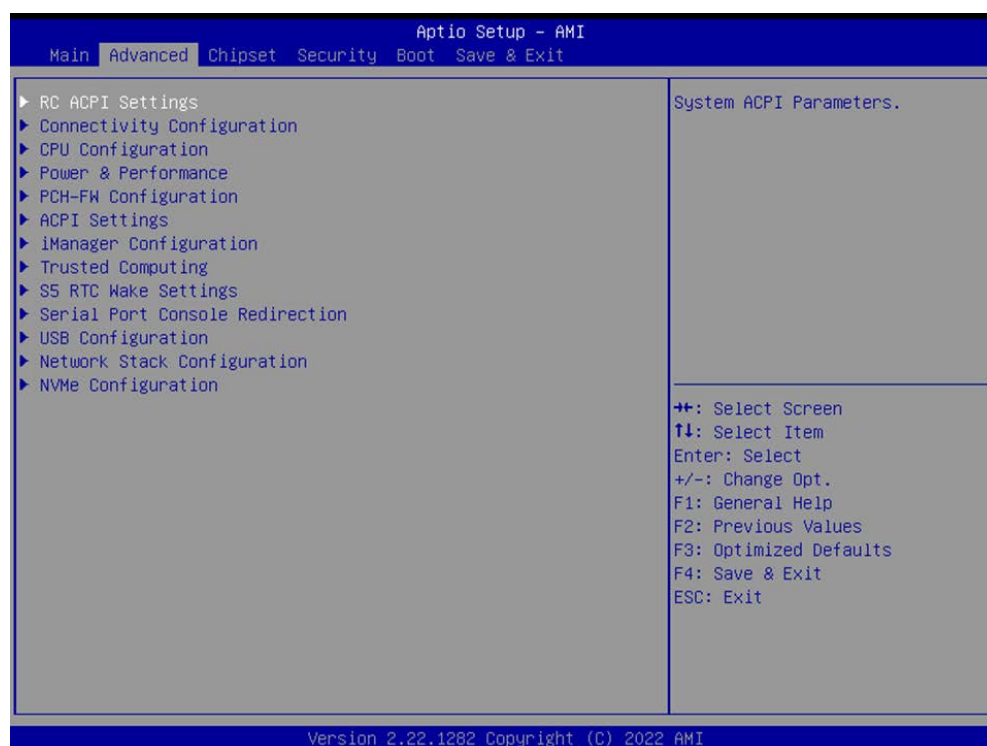 Aptio Setup – AMI
Main Advanced Chipset Security Boot Save & Exit
▶ RC ACPI Settings
▶ Connectivity Configuration
▶ CPU Configuration
▶ Power & Performance
▶ PCH-FW Configuration
▶ ACPI Settings
▶ iManager Configuration
▶ Trusted Computing
▶ S5 RTC Wake Settings
▶ Serial Port Console Redirection
▶ USB Configuration
▶ Network Stack Configuration
▶ NVMe Configuration
System ACPI Parameters.
→←: Select Screen
↑↓: Select Item
Enter: Select
+/-: Change Opt.
F1: General Help
F2: Previous Values
F3: Optimized Defaults
F4: Save & Exit
ESC: Exit
Version 2.22.1282 Copyright (C) 2022 AMI